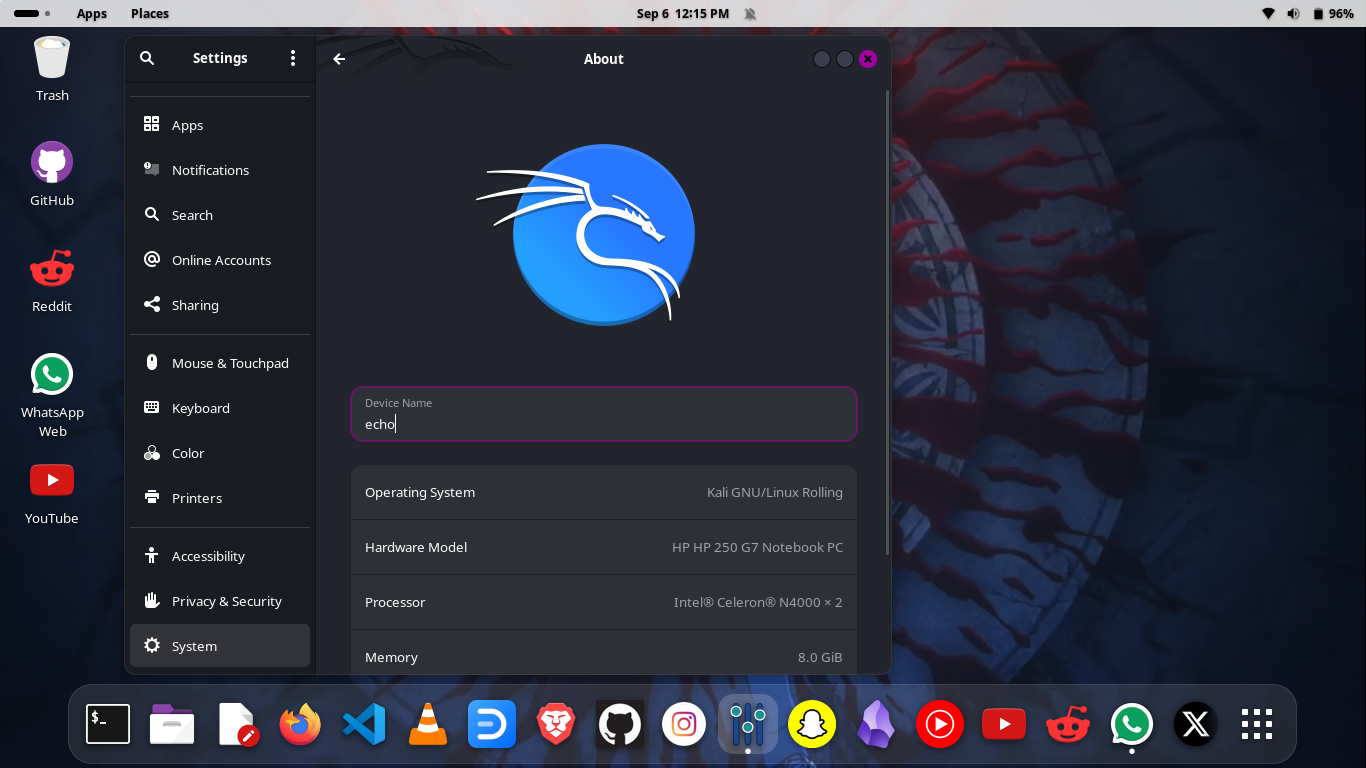 Apps Places Sep 6 12:15 PM 96%
Trash
GitHub
Reddit
WhatsApp
Web
YouTube
Settings
Apps
Notifications
Search
Online Accounts
Sharing
Mouse & Touchpad
Keyboard
Color
Printers
Accessibility
Privacy & Security
System
About
Device Name
echo
Operating System Kali GNU/Linux Rolling
Hardware Model HP HP 250 G7 Notebook PC
Processor Intel® Celeron® N4000 × 2
Memory 8.0 GiB
$_